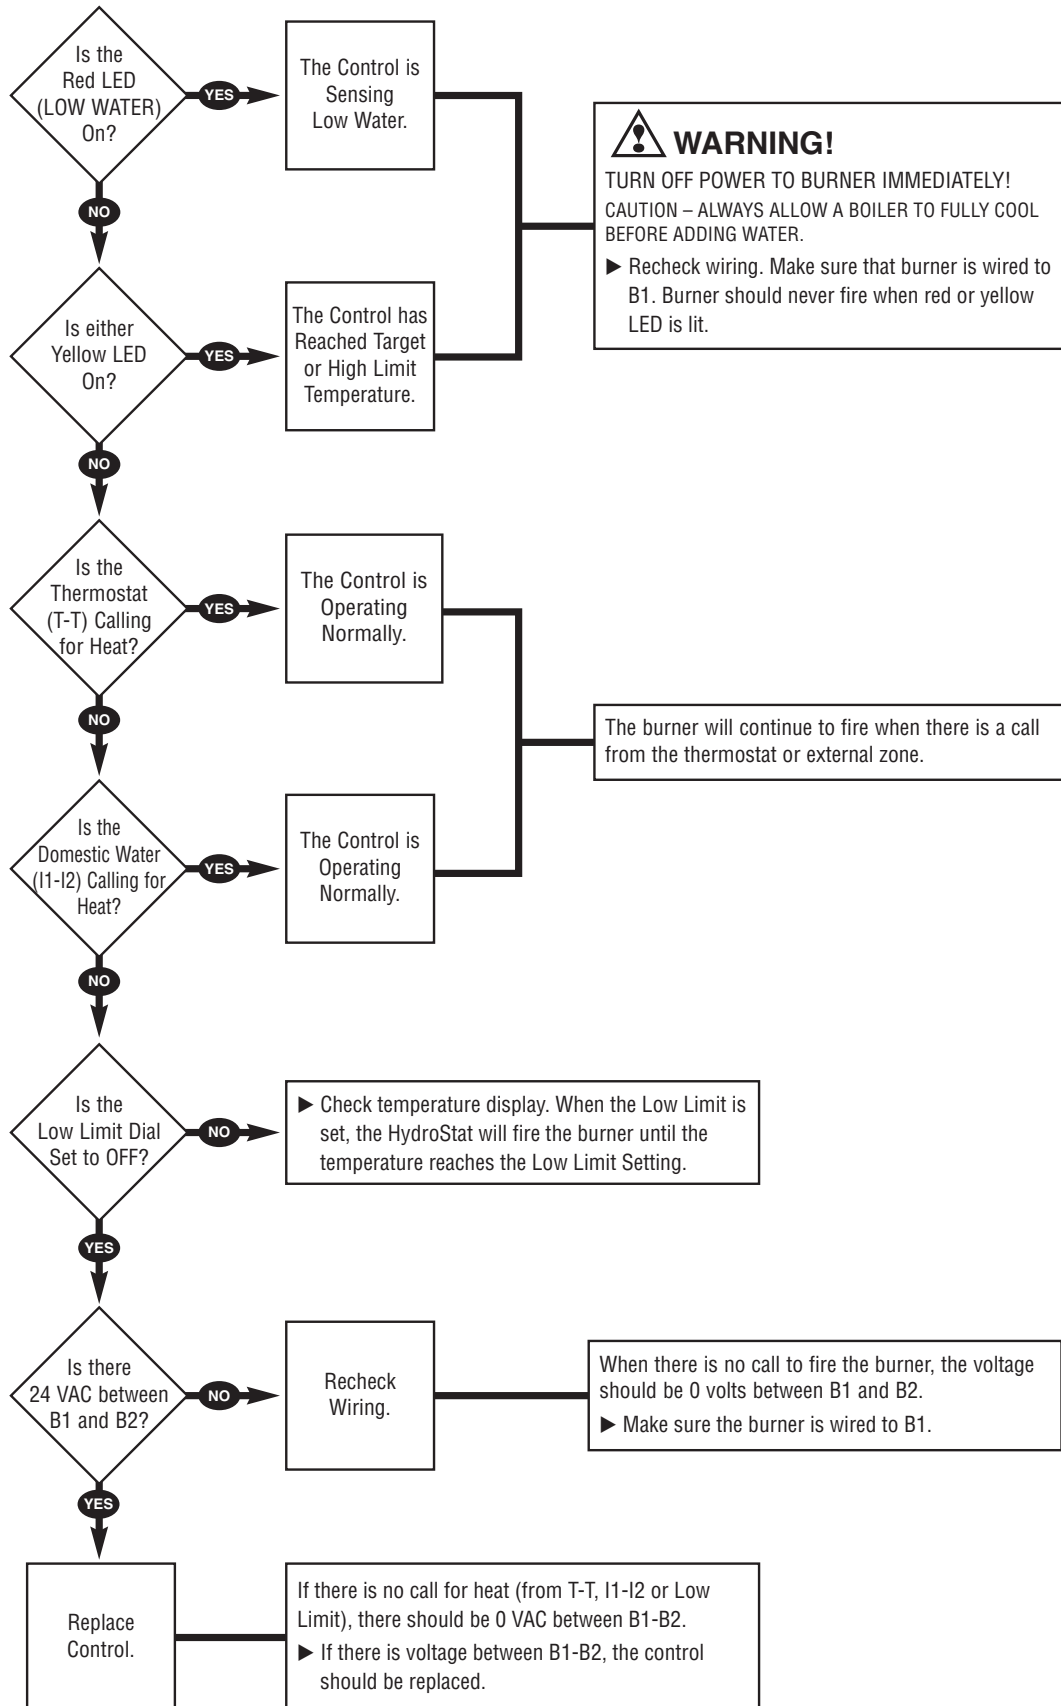 Is the
Red LED
(LOW WATER)
On?
YES
The Control is
Sensing
Low Water.
WARNING!
TURN OFF POWER TO BURNER IMMEDIATELY!
CAUTION – ALWAYS ALLOW A BOILER TO FULLY COOL
BEFORE ADDING WATER.
▶ Recheck wiring. Make sure that burner is wired to
B1. Burner should never fire when red or yellow
LED is lit.
NO
Is either
Yellow LED
On?
YES
The Control has
Reached Target
or High Limit
Temperature.
NO
Is the
Thermostat
(T-T) Calling
for Heat?
YES
The Control is
Operating
Normally.
The burner will continue to fire when there is a call
from the thermostat or external zone.
NO
Is the
Domestic Water
(I1-I2) Calling for
Heat?
YES
The Control is
Operating
Normally.
NO
Is the
Low Limit Dial
Set to OFF?
NO
▶ Check temperature display. When the Low Limit is
set, the HydroStat will fire the burner until the
temperature reaches the Low Limit Setting.
YES
Is there
24 VAC between
B1 and B2?
NO
Recheck
Wiring.
When there is no call to fire the burner, the voltage
should be 0 volts between B1 and B2.
▶ Make sure the burner is wired to B1.
YES
Replace
Control.
If there is no call for heat (from T-T, I1-I2 or Low
Limit), there should be 0 VAC between B1-B2.
▶ If there is voltage between B1-B2, the control
should be replaced.